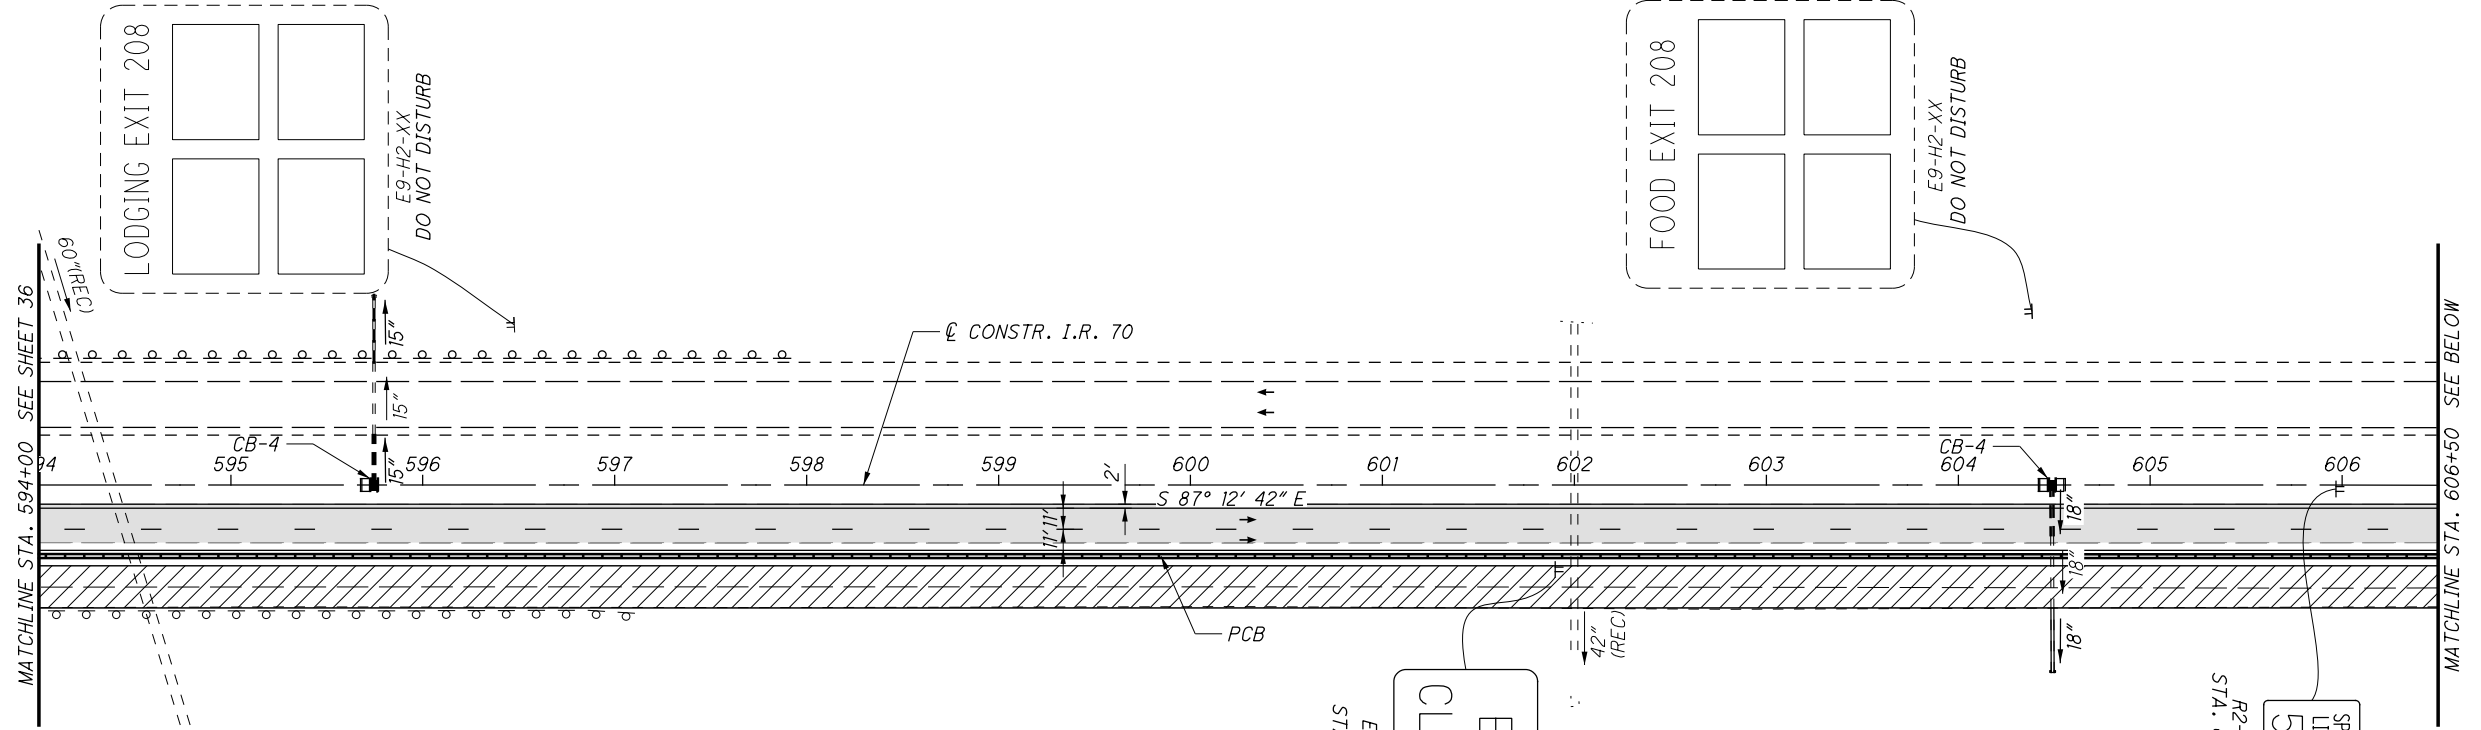 LODGING EXIT 208
E9-H2-XX
DO NOT DISTURB
FOOD EXIT 208
E9-H2-XX
DO NOT DISTURB
MATCHLINE STA. 594+00 SEE SHEET 36
60"(REC)
15"
15"
15"
CB-4
℄ CONSTR. I.R. 70
94
595
596
597
598
599
600
601
602
603
604
605
606
CB-4
2'
S 87° 12' 42" E
11'
11'
PCB
42"
(REC)
18"
18"
18"
MATCHLINE STA. 606+50 SEE BELOW
R2-
STA.